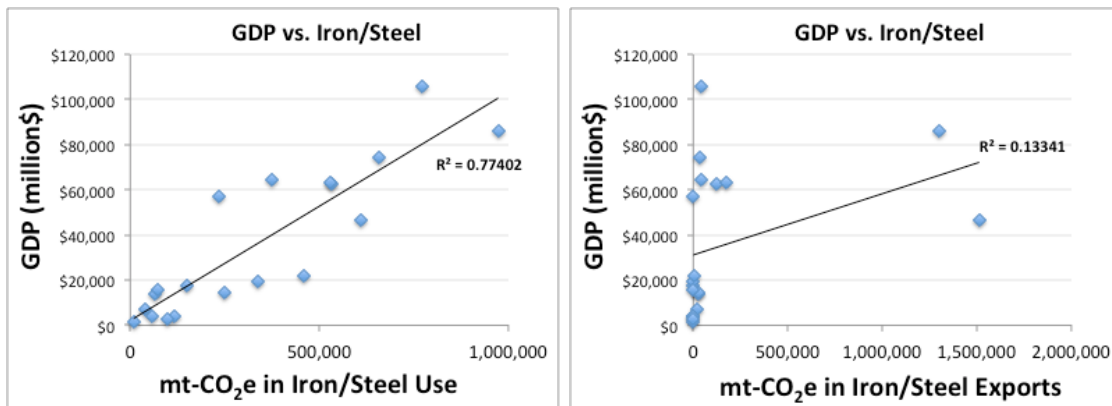 GDP vs. Iron/Steel
$120,000
$100,000
$80,000
$60,000
$40,000
$20,000
$0
GDP (million$)
R² = 0.77402
0
500,000
1,000,000
mt-CO₂e in Iron/Steel Use
GDP vs. Iron/Steel
$120,000
$100,000
$80,000
$60,000
$40,000
$20,000
$0
GDP (million$)
R² = 0.13341
0
500,000
1,000,000
1,500,000
2,000,000
mt-CO₂e in Iron/Steel Exports